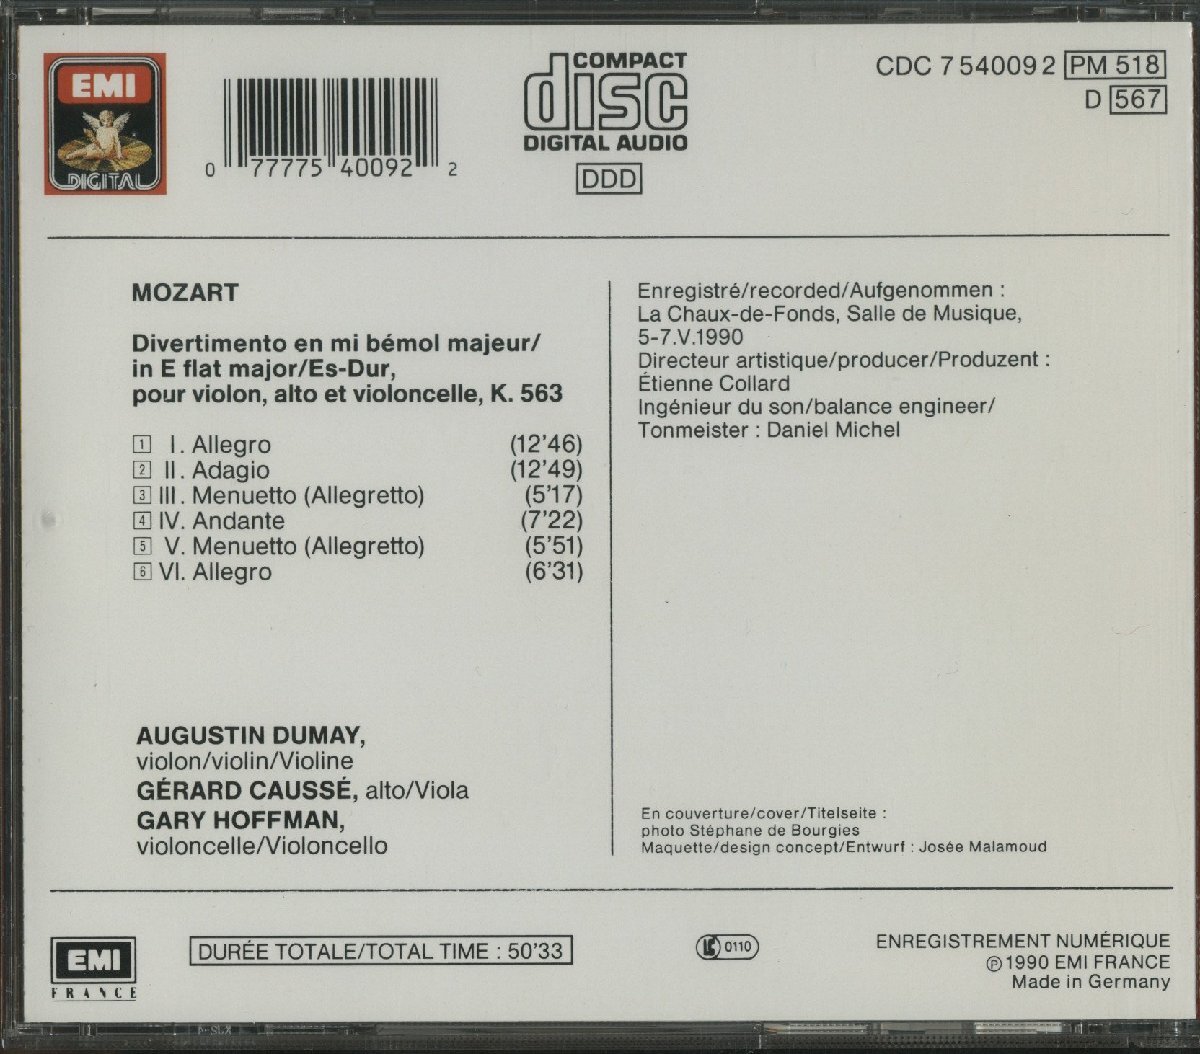 EMI
DIGITAL
0 77775 40092 2
COMPACT
disc
DIGITAL AUDIO
DDD
CDC 7 54009 2 PM 518
D 567
MOZART
Divertimento en mi bémol majeur/
in E flat major/Es-Dur,
pour violon, alto et violoncelle, K. 563
1 I. Allegro (12'46)
2 II. Adagio (12'49)
3 III. Menuetto (Allegretto) (5'17)
4 IV. Andante (7'22)
5 V. Menuetto (Allegretto) (5'51)
6 VI. Allegro (6'31)
AUGUSTIN DUMAY,
violon/violin/Violine
GÉRARD CAUSSÉ, alto/Viola
GARY HOFFMAN,
violoncelle/Violoncello
Enregistré/recorded/Aufgenommen :
La Chaux-de-Fonds, Salle de Musique,
5-7.V.1990
Directeur artistique/producer/Produzent :
Étienne Collard
Ingénieur du son/balance engineer/
Tonmeister : Daniel Michel
En couverture/cover/Titelseite :
photo Stéphane de Bourgies
Maquette/design concept/Entwurf : Josée Malamoud
EMI
FRANCE
DURÉE TOTALE/TOTAL TIME : 50'33
LC 0110
ENREGISTREMENT NUMÉRIQUE
℗ 1990 EMI FRANCE
Made in Germany